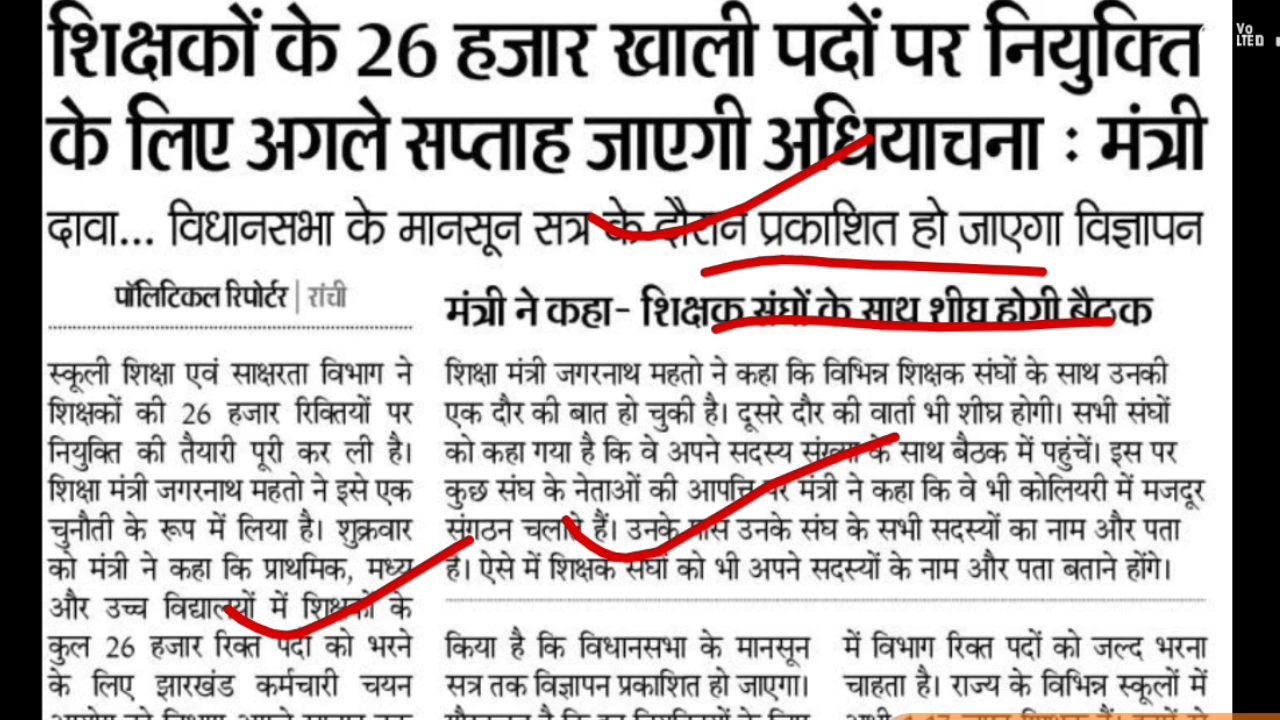 शिक्षकों के 26 हजार खाली पदों पर नियुक्ति
के लिए अगले सप्ताह जाएगी अधियाचना : मंत्री
दावा... विधानसभा के मानसून सत्र के दौरान प्रकाशित हो जाएगा विज्ञापन
पॉलिटिकल रिपोर्टर | रांची
स्कूली शिक्षा एवं साक्षरता विभाग ने
शिक्षकों की 26 हजार रिक्तियों पर
नियुक्ति की तैयारी पूरी कर ली है।
शिक्षा मंत्री जगरनाथ महतो ने इसे एक
चुनौती के रूप में लिया है। शुक्रवार
को मंत्री ने कहा कि प्राथमिक, मध्य
और उच्च विद्यालयों में शिक्षकों के
कुल 26 हजार रिक्त पदों को भरने
के लिए झारखंड कर्मचारी चयन
मंत्री ने कहा- शिक्षक संघों के साथ शीघ्र होगी बैठक
शिक्षा मंत्री जगरनाथ महतो ने कहा कि विभिन्न शिक्षक संघों के साथ उनकी
एक दौर की बात हो चुकी है। दूसरे दौर की वार्ता भी शीघ्र होगी। सभी संघों
को कहा गया है कि वे अपने सदस्य संख्या के साथ बैठक में पहुंचें। इस पर
कुछ संघ के नेताओं की आपत्ति पर मंत्री ने कहा कि वे भी कोलियरी में मजदूर
संगठन चलाते हैं। उनके पास उनके संघ के सभी सदस्यों का नाम और पता
है। ऐसे में शिक्षक संघों को भी अपने सदस्यों के नाम और पता बताने होंगे।
किया है कि विधानसभा के मानसून
सत्र तक विज्ञापन प्रकाशित हो जाएगा।
में विभाग रिक्त पदों को जल्द भरना
चाहता है। राज्य के विभिन्न स्कूलों में
Vo
LTED